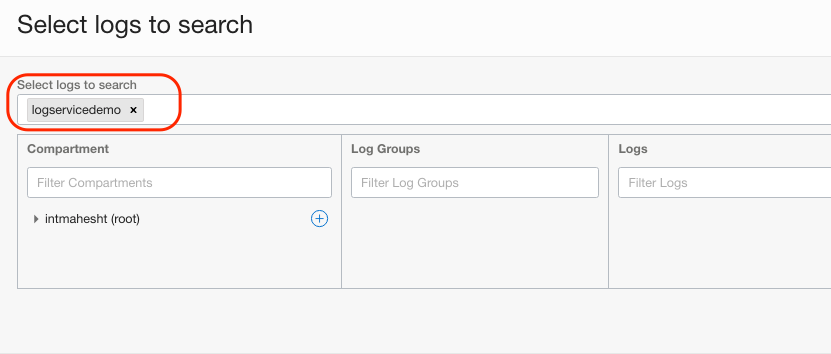 Select logs to search
Select logs to search
logservicedemo ×
Compartment
Log Groups
Logs
Filter Compartments
Filter Log Groups
Filter Logs
intmahesht (root)